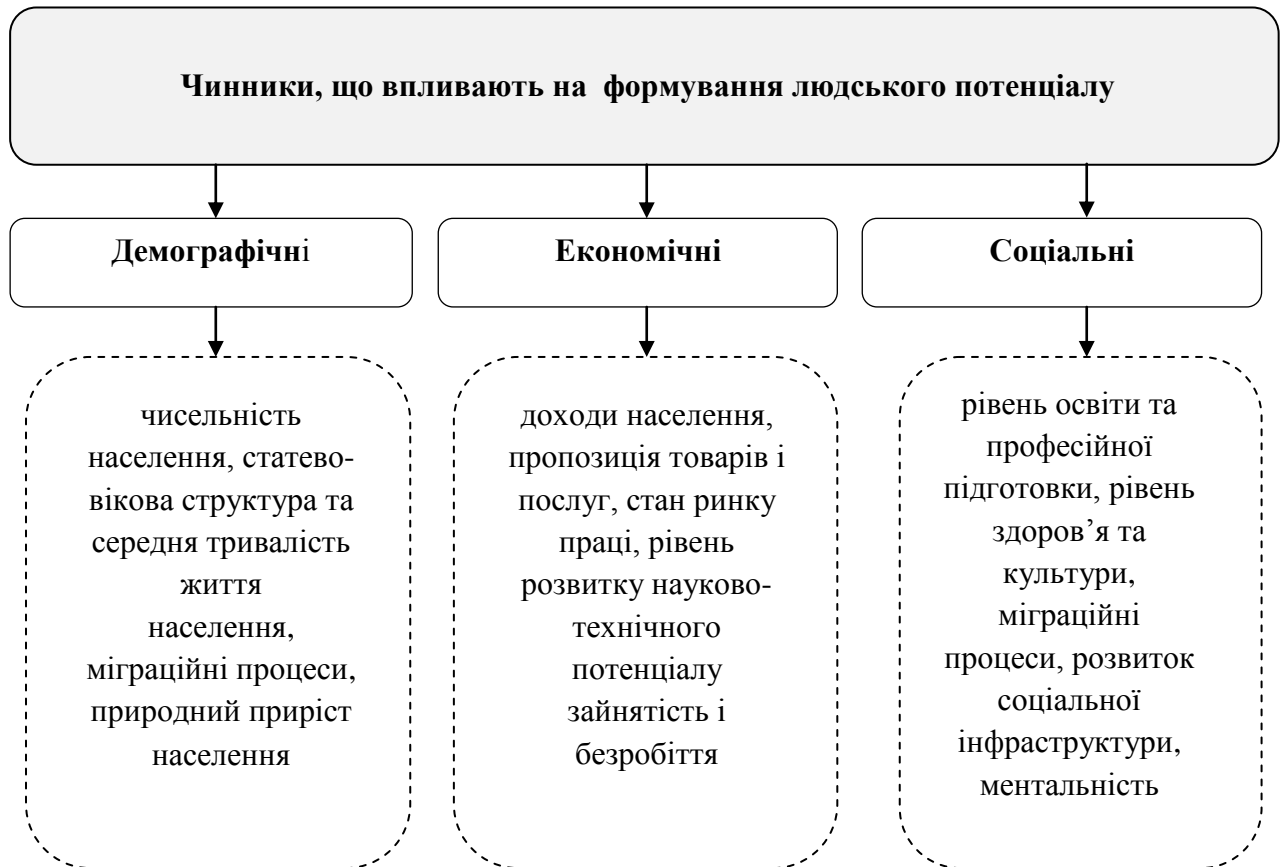 Чинники, що впливають на формування людського потенціалу
Демографічні
Економічні
Соціальні
чисельність
населення, статево-
вікова структура та
середня тривалість
життя
населення,
міграційні процеси,
природний приріст
населення
доходи населення,
пропозиція товарів і
послуг, стан ринку
праці, рівень
розвитку науково-
технічного
потенціалу
зайнятість і
безробіття
рівень освіти та
професійної
підготовки, рівень
здоров’я та
культури,
міграційні
процеси, розвиток
соціальної
інфраструктури,
ментальність